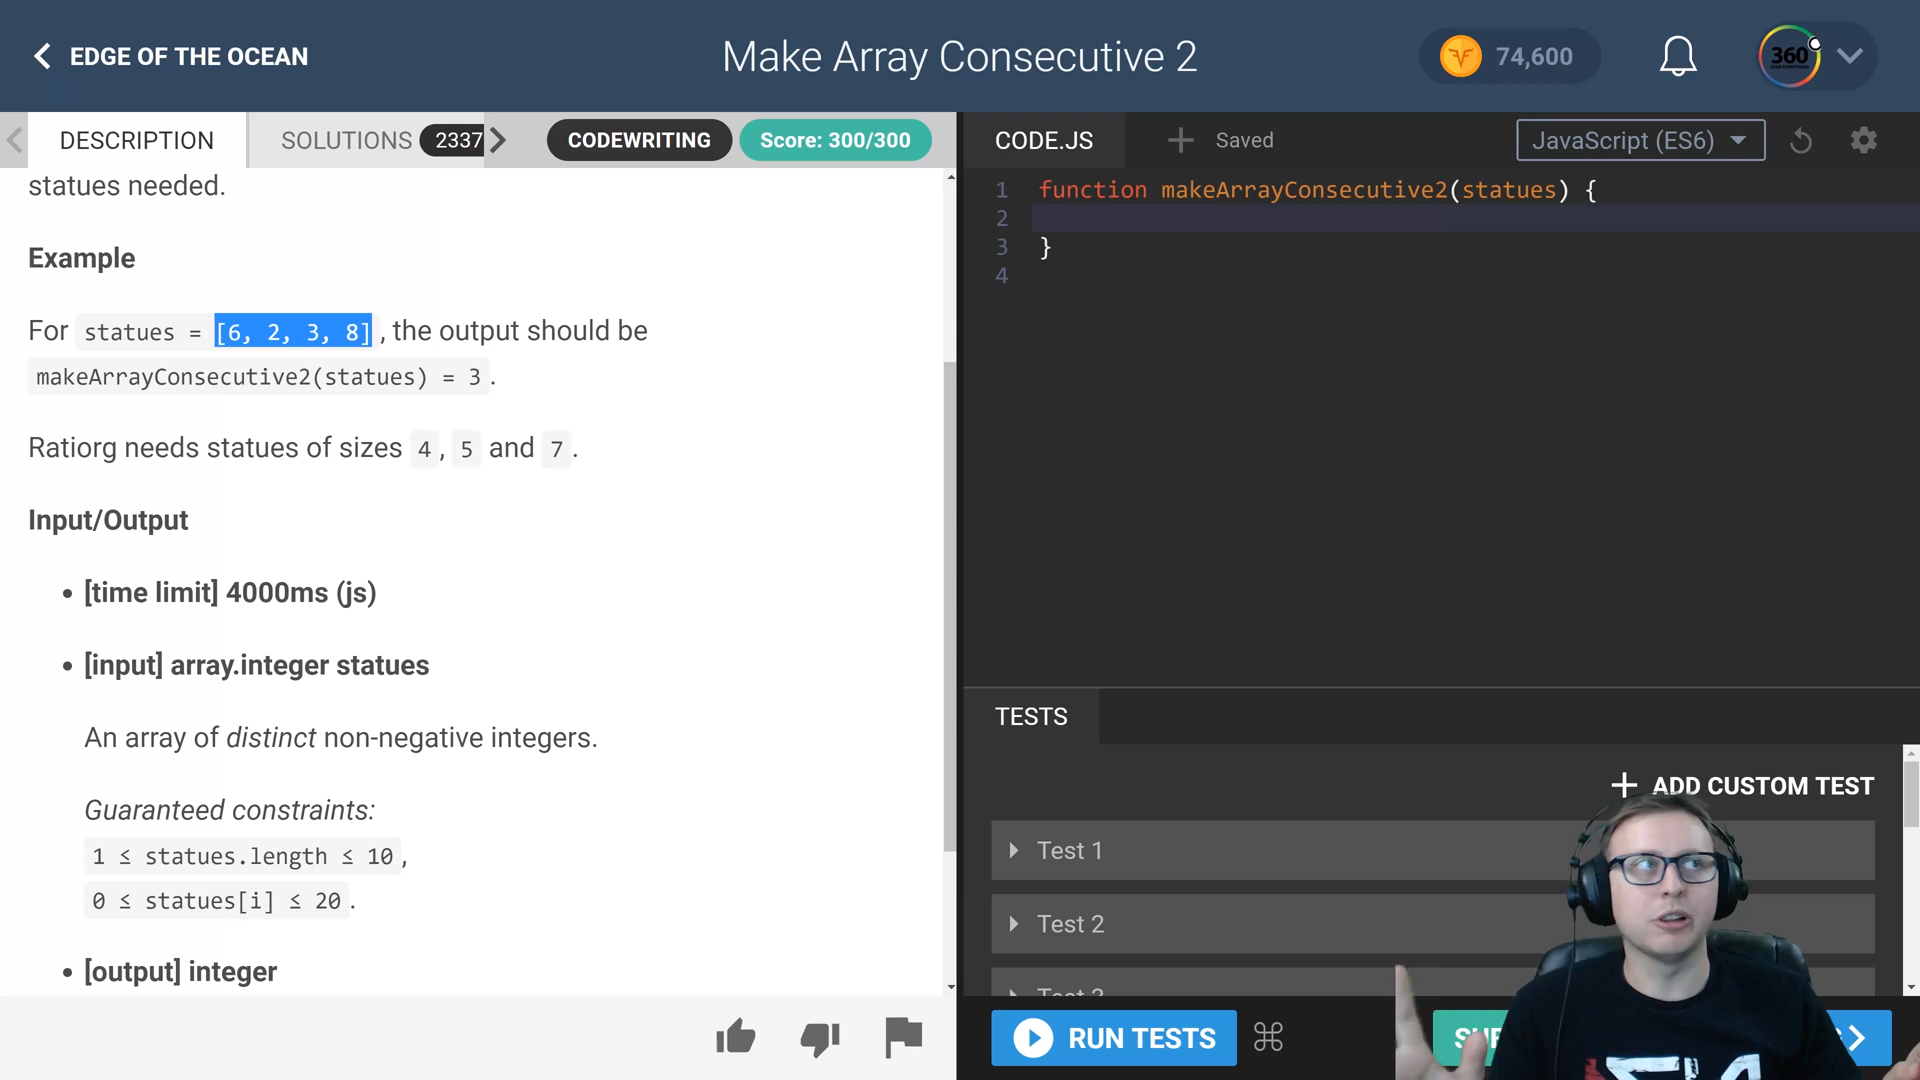 EDGE OF THE OCEAN
Make Array Consecutive 2
74,600
360
DESCRIPTION
SOLUTIONS 2337
CODEWRITING
Score: 300/300
statues needed.
Example
For statues = [6, 2, 3, 8] , the output should be
makeArrayConsecutive2(statues) = 3 .
Ratiorg needs statues of sizes 4 , 5 and 7 .
Input/Output
• [time limit] 4000ms (js)
• [input] array.integer statues
An array of distinct non-negative integers.
Guaranteed constraints:
1 ≤ statues.length ≤ 10 ,
0 ≤ statues[i] ≤ 20 .
• [output] integer
CODE.JS
+ Saved
JavaScript (ES6)
1 function makeArrayConsecutive2(statues) {
2
3 }
4
TESTS
+ ADD CUSTOM TEST
Test 1
Test 2
RUN TESTS ⌘